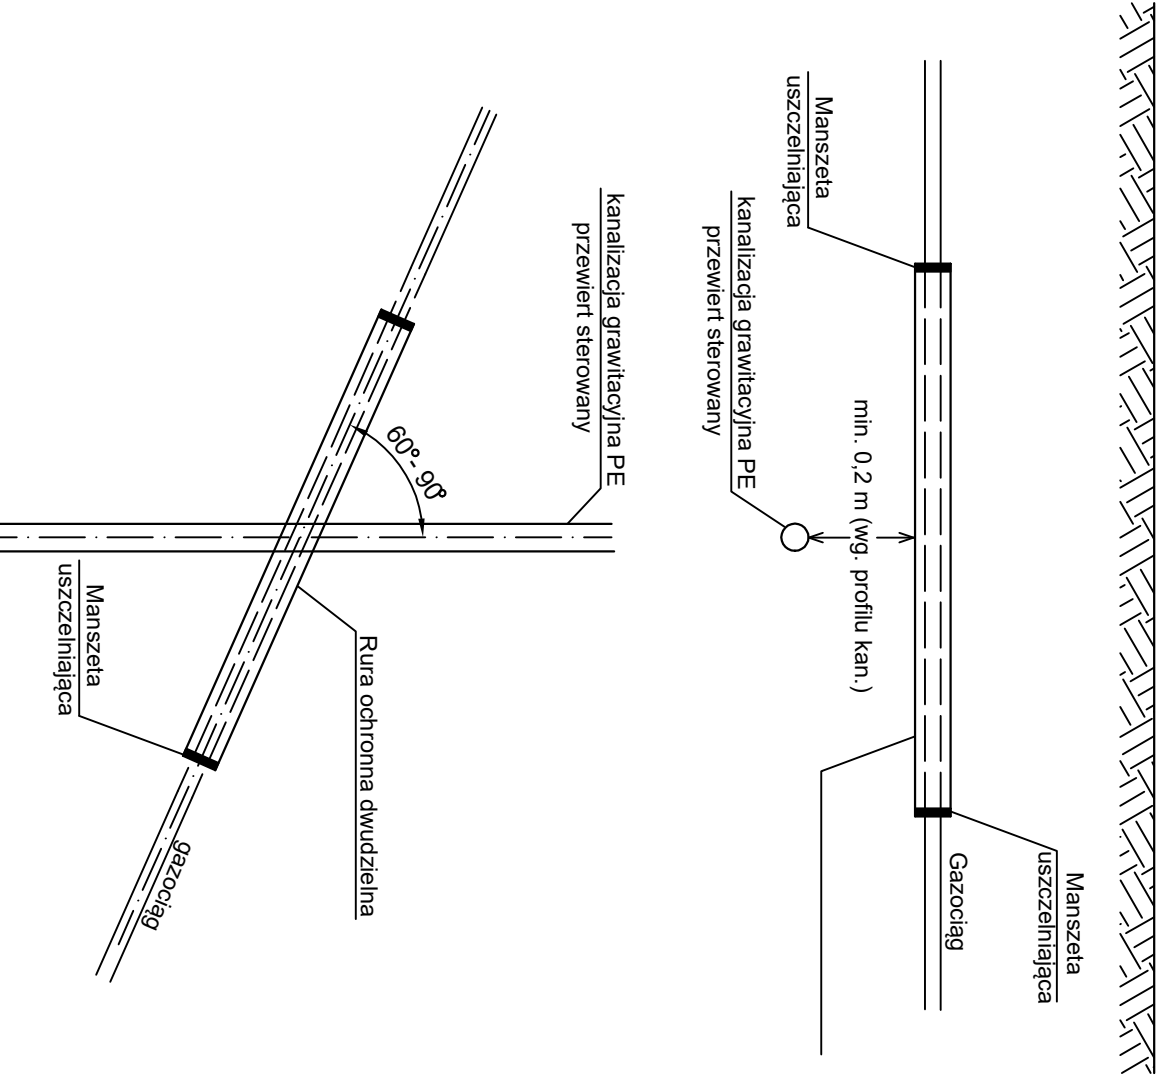 Manszeta
uszczelniająca
Manszeta
uszczelniająca
Gazociąg
min. 0,2 m (wg. profilu kan.)
kanalizacja grawitacyjna PE
przewiert sterowany
kanalizacja grawitacyjna PE
przewiert sterowany
60°- 90°
Rura ochronna dwudzielna
gazociąg
Manszeta
uszczelniająca